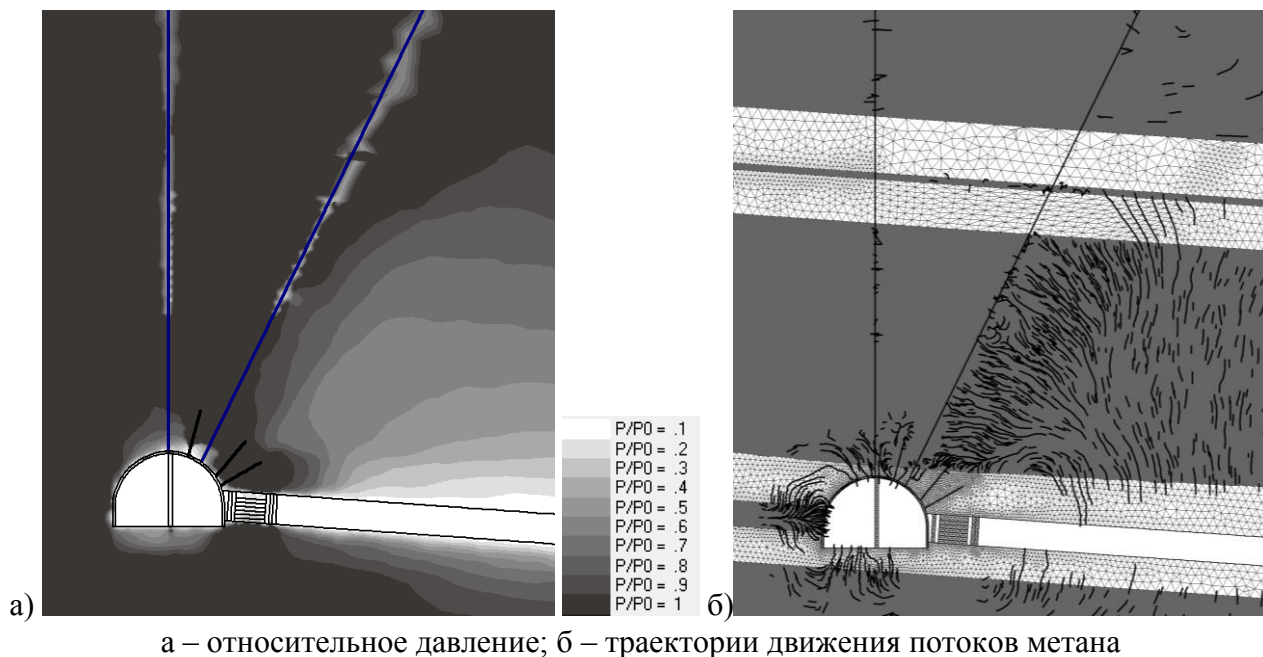 P/P0 = .1
P/P0 = .2
P/P0 = .3
P/P0 = .4
P/P0 = .5
P/P0 = .6
P/P0 = .7
P/P0 = .8
P/P0 = .9
P/P0 = 1
а)
б)
а – относительное давление; б – траектории движения потоков метана